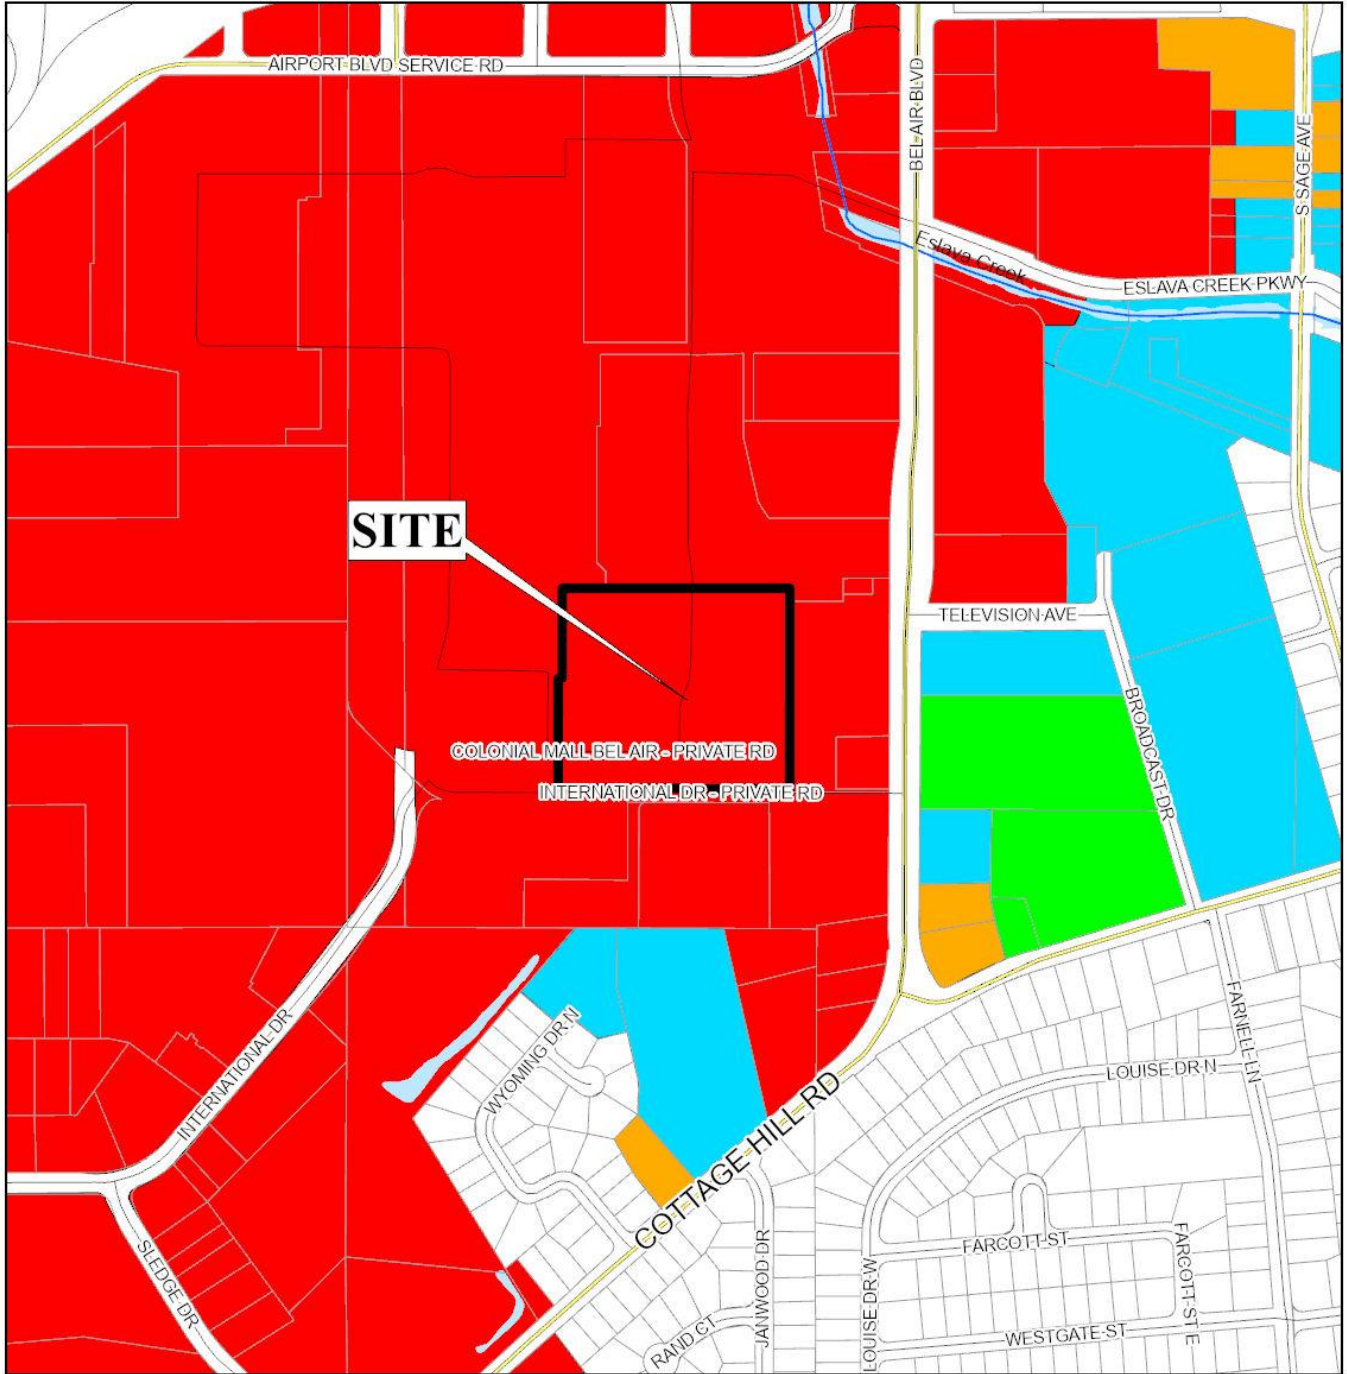 AIRPORT BLVD SERVICE RD
BEL AIR BLVD
S SAGE AVE
Eslava Creek
ESLAVA CREEK PKWY
SITE
TELEVISION AVE
BROADCAST DR
COLONIAL MALL BEL AIR - PRIVATE RD
INTERNATIONAL DR - PRIVATE RD
INTERNATIONAL DR
WYOMING DR N
FARNELL LN
LOUISE DR N
COTTAGE HILL RD
SLEDGE DR
JANWOOD DR
LOUISE DR W
FARCOTT ST
FARCOTT ST E
RAND CT
WESTGATE ST